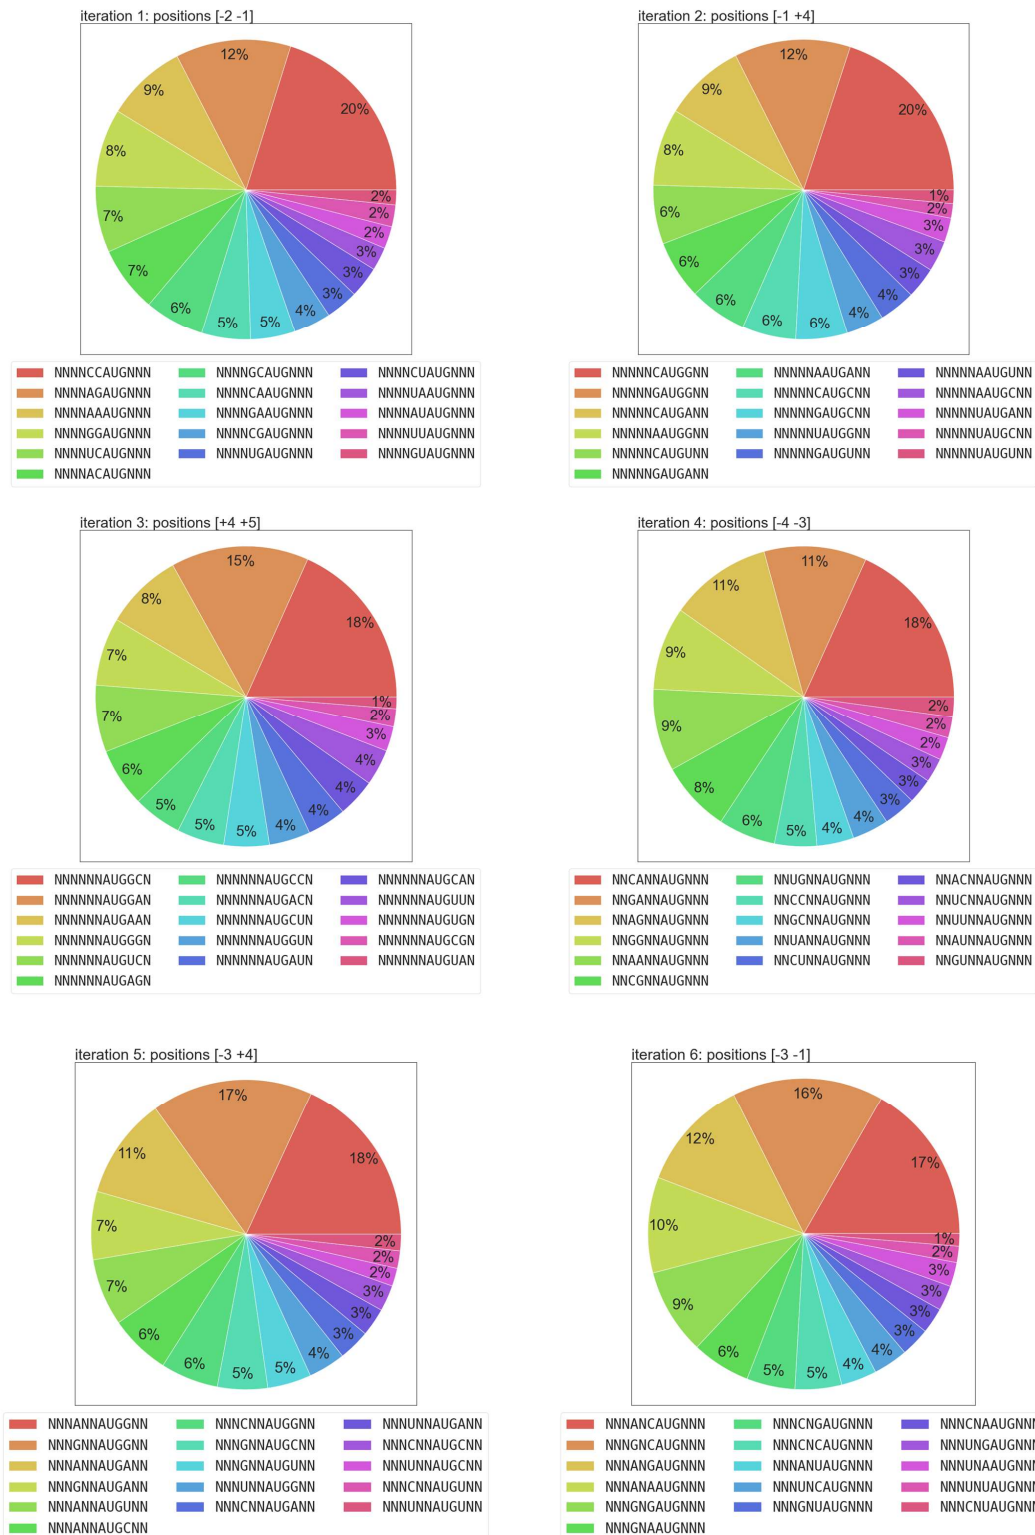 iteration 1: positions [-2 -1]
20%
12%
9%
8%
7%
7%
6%
5%
5%
4%
3%
3%
3%
2%
2%
2%
NNNNCCAUGNNN NNNNGCAUGNNN NNNNCUAUGNNN
NNNNAGAUGNNN NNNNCAAUGNNN NNNNUAAUGNNN
NNNNAAAUGNNN NNNNGAAUGNNN NNNNAUAUGNNN
NNNNGGAUGNNN NNNNCGAUGNNN NNNNUUAUGNNN
NNNNUCAUGNNN NNNNUGAUGNNN NNNNGUAUGNNN
NNNNACAUGNNN
iteration 2: positions [-1 +4]
20%
12%
9%
8%
6%
6%
6%
6%
6%
4%
4%
3%
3%
3%
2%
1%
NNNNNCAUGGNN NNNNNAAUGANN NNNNNAAUGUNN
NNNNNGAUGGNN NNNNNCAUGCNN NNNNNAAUGCNN
NNNNNCAUGANN NNNNNGAUGCNN NNNNNUAUGANN
NNNNNAAUGGNN NNNNNUAUGGNN NNNNNUAUGCNN
NNNNNCAUGUNN NNNNNGAUGUNN NNNNNUAUGUNN
NNNNNGAUGANN
iteration 3: positions [+4 +5]
18%
15%
8%
7%
7%
6%
5%
5%
5%
4%
4%
4%
4%
3%
2%
1%
NNNNNNAUGGCN NNNNNNAUGCCN NNNNNNAUGCAN
NNNNNNAUGGAN NNNNNNAUGACN NNNNNNAUGUUN
NNNNNNAUGAAN NNNNNNAUGCUN NNNNNNAUGUGN
NNNNNNAUGGGN NNNNNNAUGGUN NNNNNNAUGCGN
NNNNNNAUGUCN NNNNNNAUGAUN NNNNNNAUGUAN
NNNNNNAUGAGN
iteration 4: positions [-4 -3]
18%
11%
11%
9%
9%
8%
6%
5%
4%
4%
3%
3%
3%
2%
2%
2%
NNCANNAUGNNN NNUGNNAUGNNN NNACNNAUGNNN
NNGANNAUGNNN NNCCNNAUGNNN NNUCNNAUGNNN
NNAGNNAUGNNN NNGCNNAUGNNN NNUUNNAUGNNN
NNGGNNAUGNNN NNUANNAUGNNN NNAUNNAUGNNN
NNAANNAUGNNN NNCUNNAUGNNN NNGUNNAUGNNN
NNCGNNAUGNNN
iteration 5: positions [-3 +4]
18%
17%
11%
7%
7%
6%
6%
5%
5%
4%
3%
3%
3%
2%
2%
2%
NNNANNAUGGNN NNNCNNAUGGNN NNNUNNAUGANN
NNNGNNAUGGNN NNNGNNAUGCNN NNNCNNAUGCNN
NNNANNAUGANN NNNGNNAUGUNN NNNUNNAUGCNN
NNNGNNAUGANN NNNUNNAUGGNN NNNCNNAUGUNN
NNNANNAUGUNN NNNCNNAUGANN NNNUNNAUGUNN
NNNANNAUGCNN
iteration 6: positions [-3 -1]
17%
16%
12%
10%
9%
6%
5%
5%
4%
4%
3%
3%
3%
3%
2%
1%
NNNANCAUGNNN NNNCNGAUGNNN NNNCNAAUGNNN
NNNGNCAUGNNN NNNCNCAUGNNN NNNUNGAUGNNN
NNNANGAUGNNN NNNANUAUGNNN NNNUNAAUGNNN
NNNANAAUGNNN NNNUNCAUGNNN NNNUNUAUGNNN
NNNGNGAUGNNN NNNGNUAUGNNN NNNCNUAUGNNN
NNNGNAAUGNNN